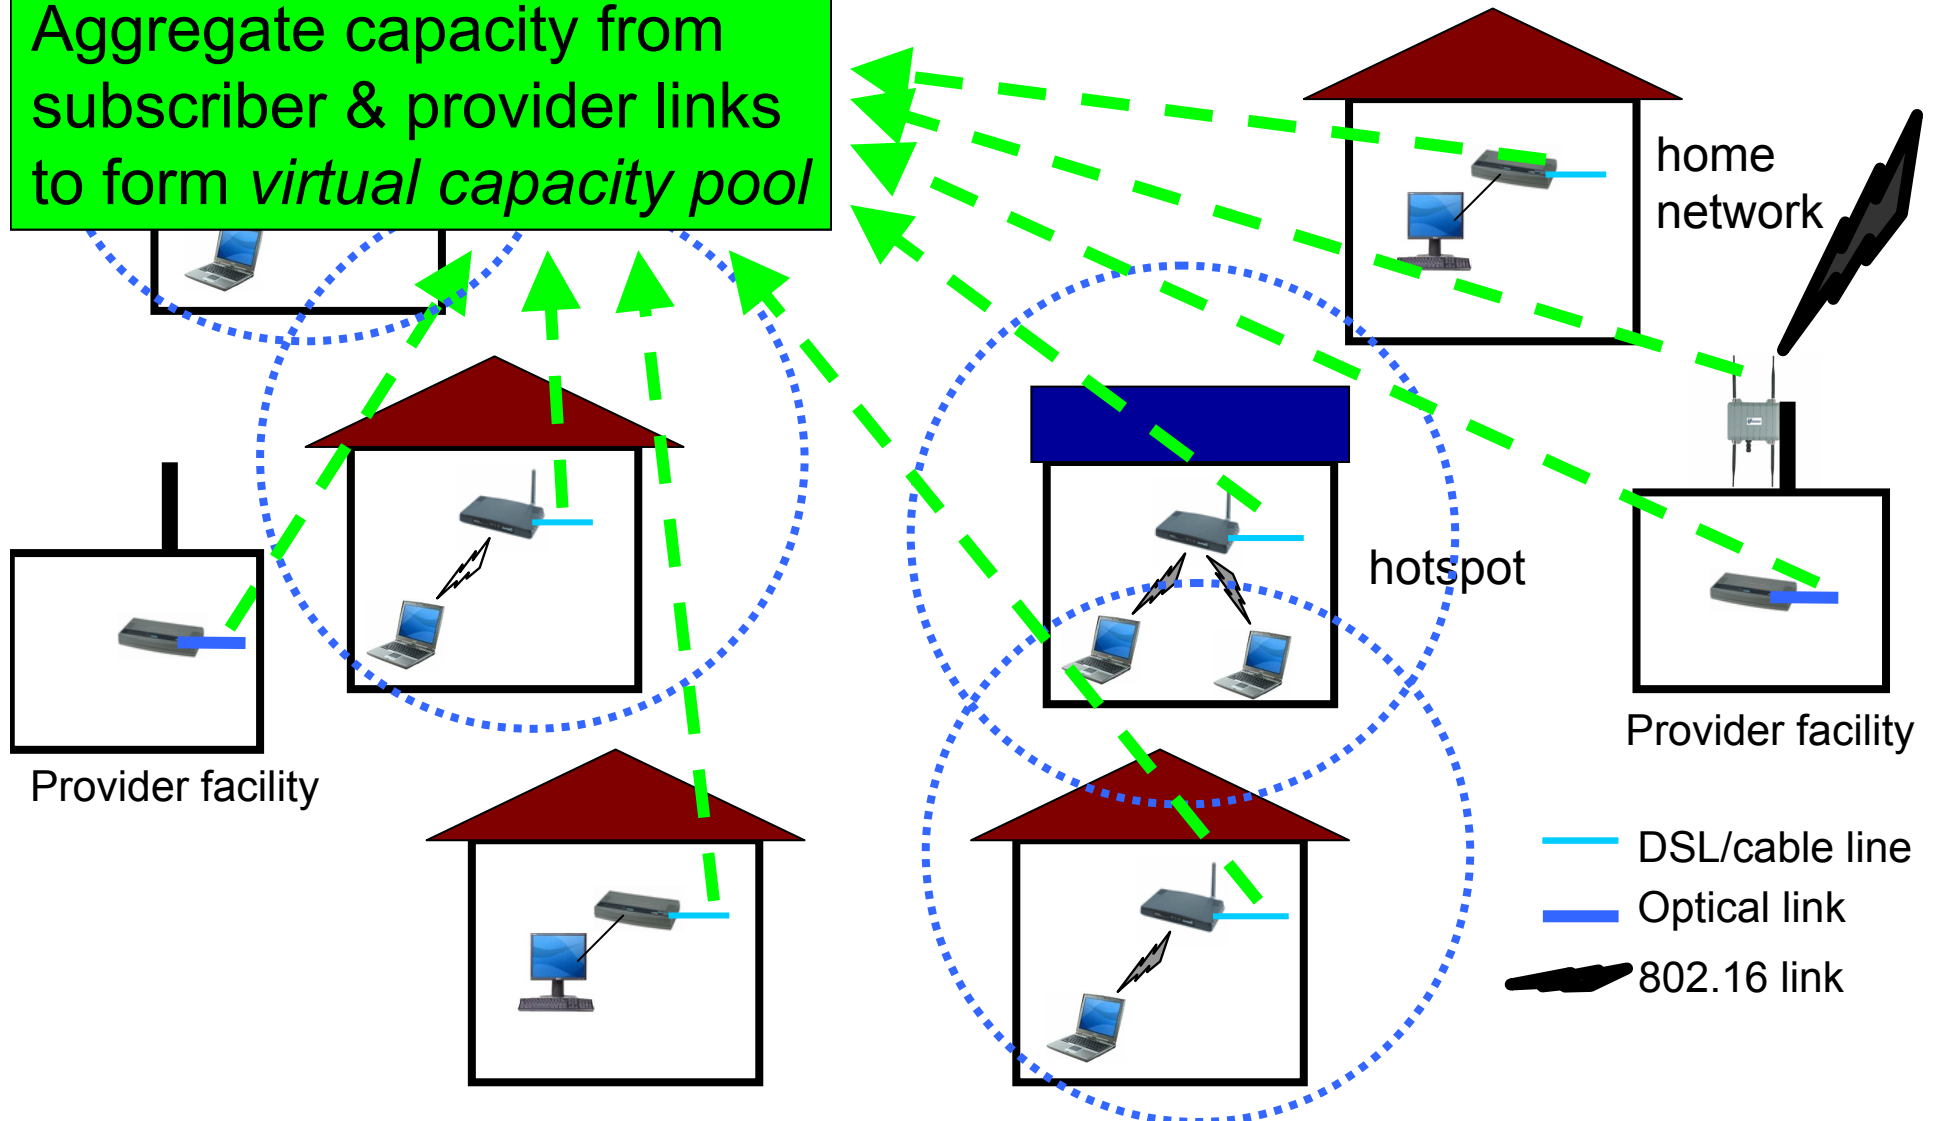 Aggregate capacity from
subscriber & provider links
to form virtual capacity pool
home
network
hotspot
Provider facility
Provider facility
DSL/cable line
Optical link
802.16 link